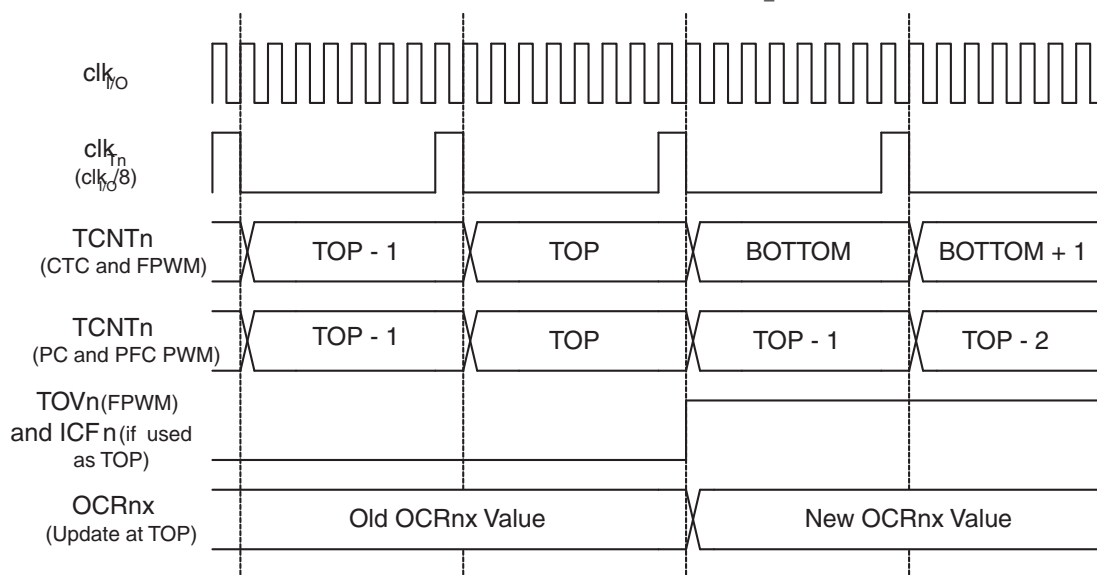 clkI/O
clkTn
(clkI/O/8)
TCNTn
(CTC and FPWM)
TOP - 1
TOP
BOTTOM
BOTTOM + 1
TCNTn
(PC and PFC PWM)
TOP - 1
TOP
TOP - 1
TOP - 2
TOVn(FPWM)
and ICFn(if used
as TOP)
OCRnx
(Update at TOP)
Old OCRnx Value
New OCRnx Value